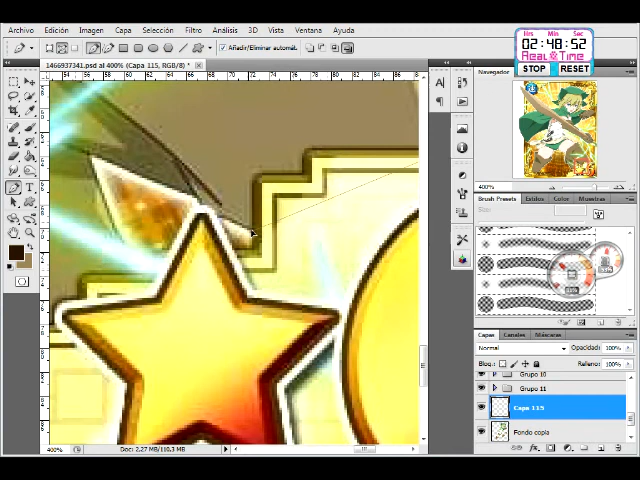 Archivo Edición Imagen Capa Selección Filtro Análisis 3D Vista Ventana Ayuda
Hrs Min Sec
02:48:52
Real Time
STOP RESET
Añadir/Eliminar automát.
1466937341.psd al 400% (Capa 115, RGB/8) *
Navegador
400%
Brush Presets Estilos Color Muestras
Size
Capas Canales Máscaras
Normal Opacidad: 100%
Bloq.: Relleno: 100%
Grupo 10
Grupo 11
Capa 115
Fondo copia
400% Doc: 2,27 MB/110,3 MB